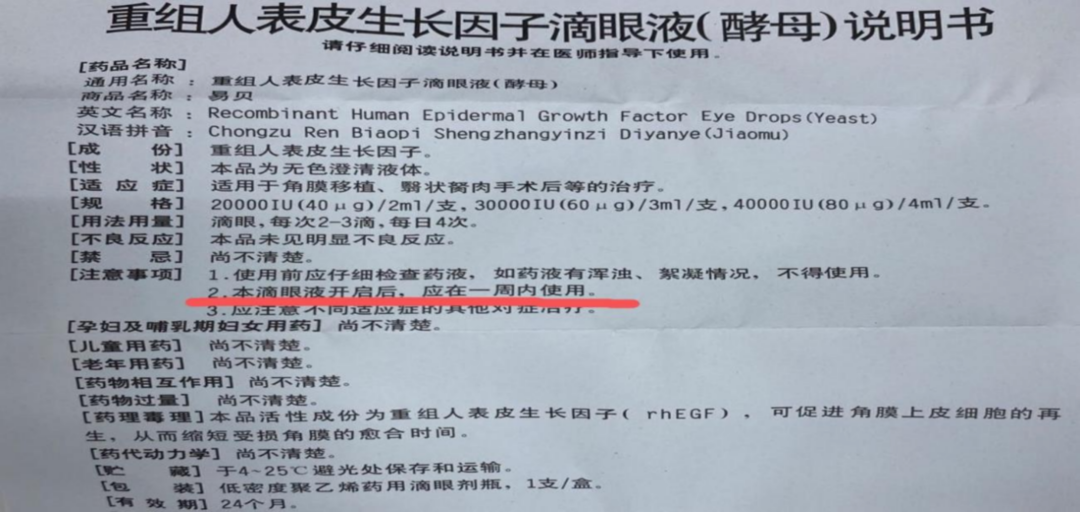 重组人表皮生长因子滴眼液(酵母)说明书
请仔细阅读说明书并在医师指导下使用。
[药品名称]
通用名称:重组人表皮生长因子滴眼液(酵母)
商品名称:易贝
英文名称:Recombinant Human Epidermal Growth Factor Eye Drops(Yeast)
汉语拼音:Chongzu Ren Biaopi Shengzhangyinzi Diyanye(Jiaomu)
[成 份] 重组人表皮生长因子。
[性 状] 本品为无色澄清液体。
[适应症] 适用于角膜移植、翳状胬肉手术后等的治疗。
[规 格] 20000IU(40μg)/2ml/支,30000IU(60μg)/3ml/支,40000IU(80μg)/4ml/支。
[用法用量] 滴眼,每次2-3滴,每日4次。
[不良反应] 本品未见明显不良反应。
[禁 忌] 尚不清楚。
[注意事项] 1.使用前应仔细检查药液,如药液有浑浊、絮凝情况,不得使用。
2.本滴眼液开启后,应在一周内使用。
3.应注意不同适应症的其他对症治疗。
[孕妇及哺乳期妇女用药] 尚不清楚。
[儿童用药] 尚不清楚。
[老年用药] 尚不清楚。
[药物相互作用] 尚不清楚。
[药物过量] 尚不清楚。
[药理毒理]本品活性成份为重组人表皮生长因子(rhEGF),可促进角膜上皮细胞的再
生,从而缩短受损角膜的愈合时间。
[药代动力学] 尚不清楚。
[贮 藏] 于4~25℃避光处保存和运输。
[包 装] 低密度聚乙烯药用滴眼剂瓶,1支/盒。
[有 效 期] 24个月。